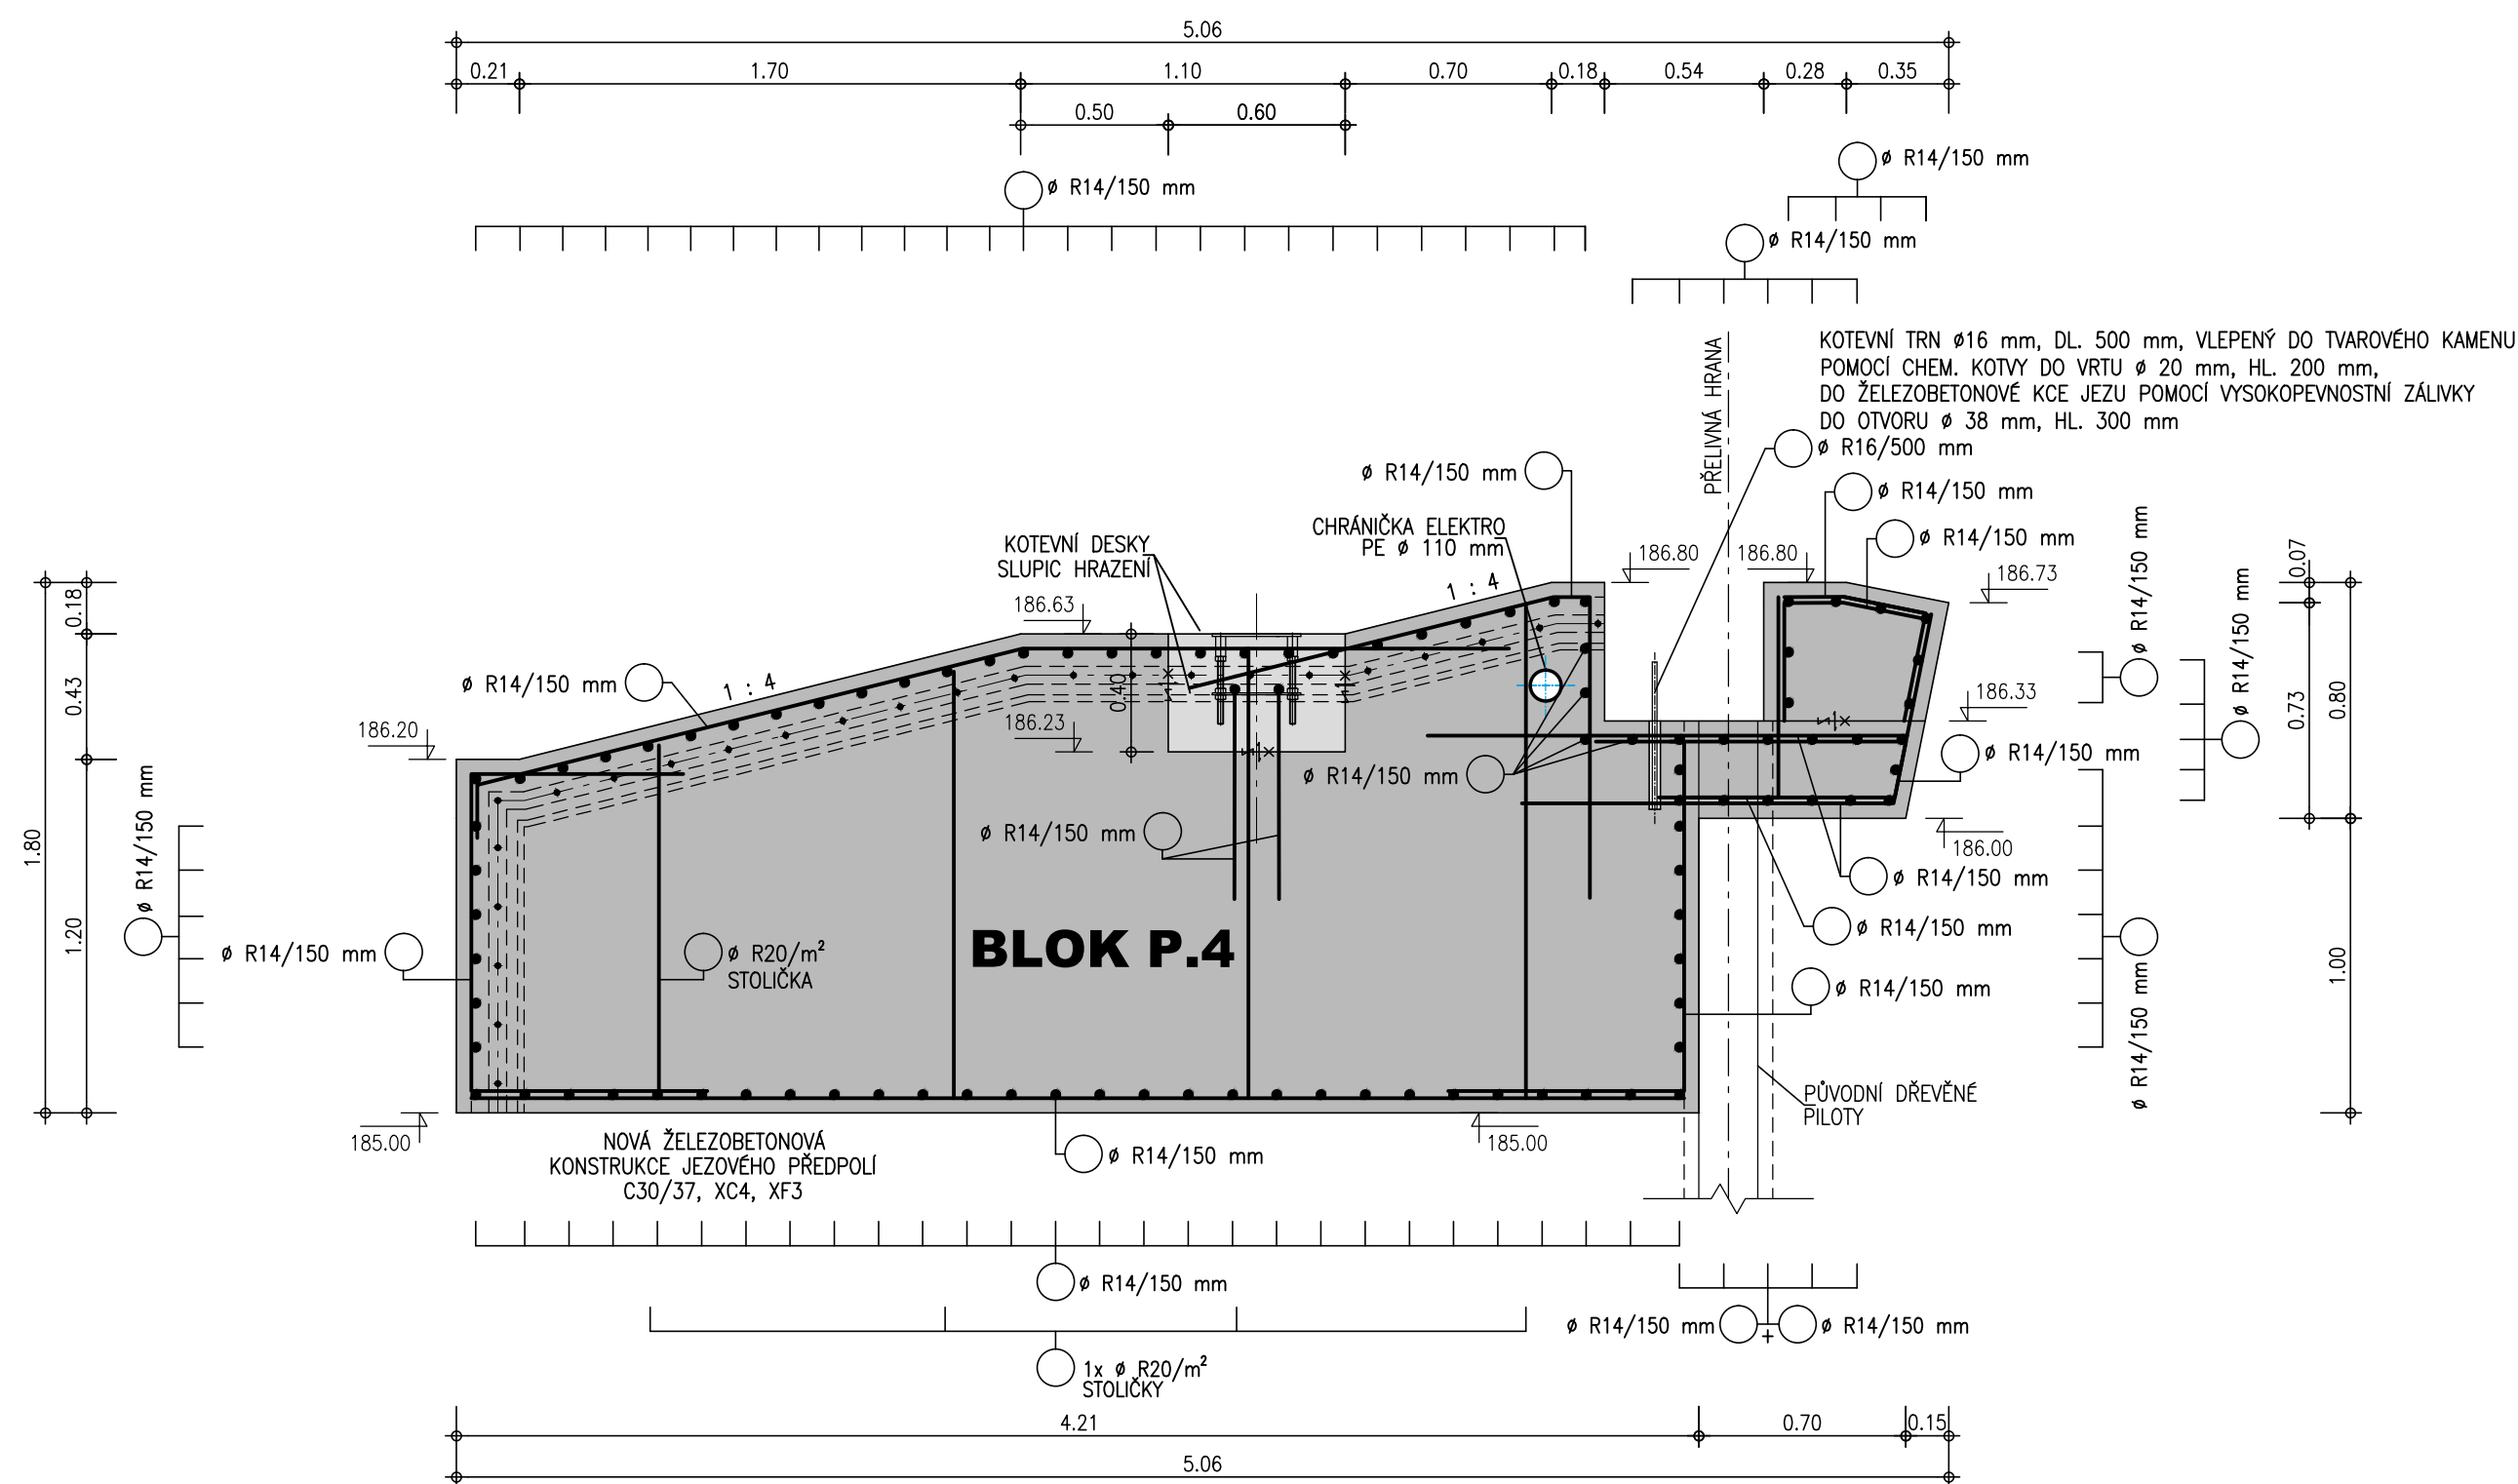 5.06
0.21
1.70
1.10
0.70
0.18
0.54
0.28
0.35
0.50
0.60
ø R14/150 mm
ø R14/150 mm
ø R14/150 mm
PŘELIVNÁ HRANA
KOTEVNÍ TRN ø16 mm, DL. 500 mm, VLEPENÝ DO TVAROVÉHO KAMENU
POMOCÍ CHEM. KOTVY DO VRTU ø 20 mm, HL. 200 mm,
DO ŽELEZOBETONOVÉ KCE JEZU POMOCÍ VYSOKOPEVNOSTNÍ ZÁLIVKY
DO OTVORU ø 38 mm, HL. 300 mm
ø R16/500 mm
ø R14/150 mm
ø R14/150 mm
ø R14/150 mm
CHRÁNIČKA ELEKTRO
PE ø 110 mm
KOTEVNÍ DESKY
SLUPIC HRAZENÍ
186.80
186.80
186.73
186.63
1 : 4
1 : 4
ø R14/150 mm
0.40
186.23
186.20
186.33
ø R14/150 mm
ø R14/150 mm
ø R14/150 mm
186.00
ø R14/150 mm
ø R14/150 mm
ø R14/150 mm
BLOK P.4
ø R14/150 mm
ø R20/m²
STOLIČKA
0.18
0.43
1.80
1.20
ø R14/150 mm
ø R14/150 mm
ø R14/150 mm
ø R14/150 mm
0.07
0.73
0.80
1.00
PŮVODNÍ DŘEVĚNÉ
PILOTY
185.00
185.00
NOVÁ ŽELEZOBETONOVÁ
KONSTRUKCE JEZOVÉHO PŘEDPOLÍ
C30/37, XC4, XF3
ø R14/150 mm
ø R14/150 mm
ø R14/150 mm
+
ø R14/150 mm
1x ø R20/m²
STOLIČKY
4.21
0.70
0.15
5.06